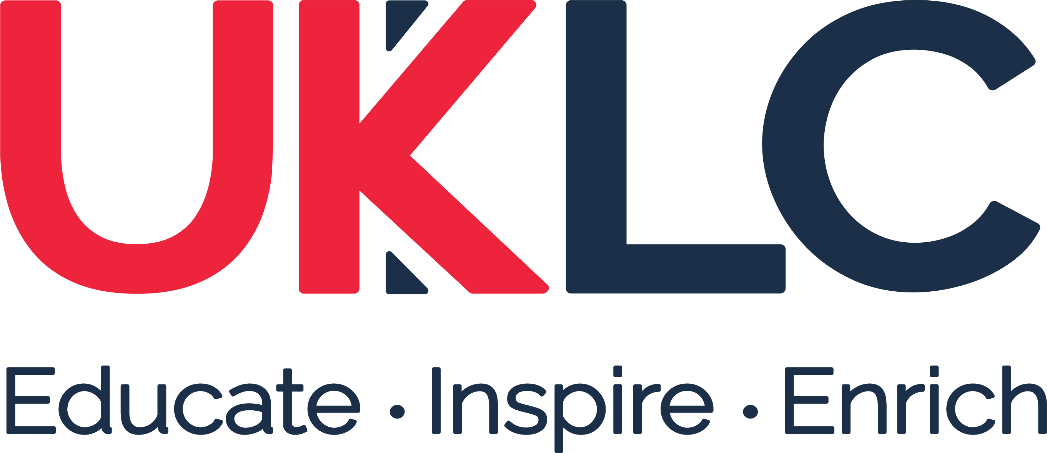 UKLC
Educate · Inspire · Enrich